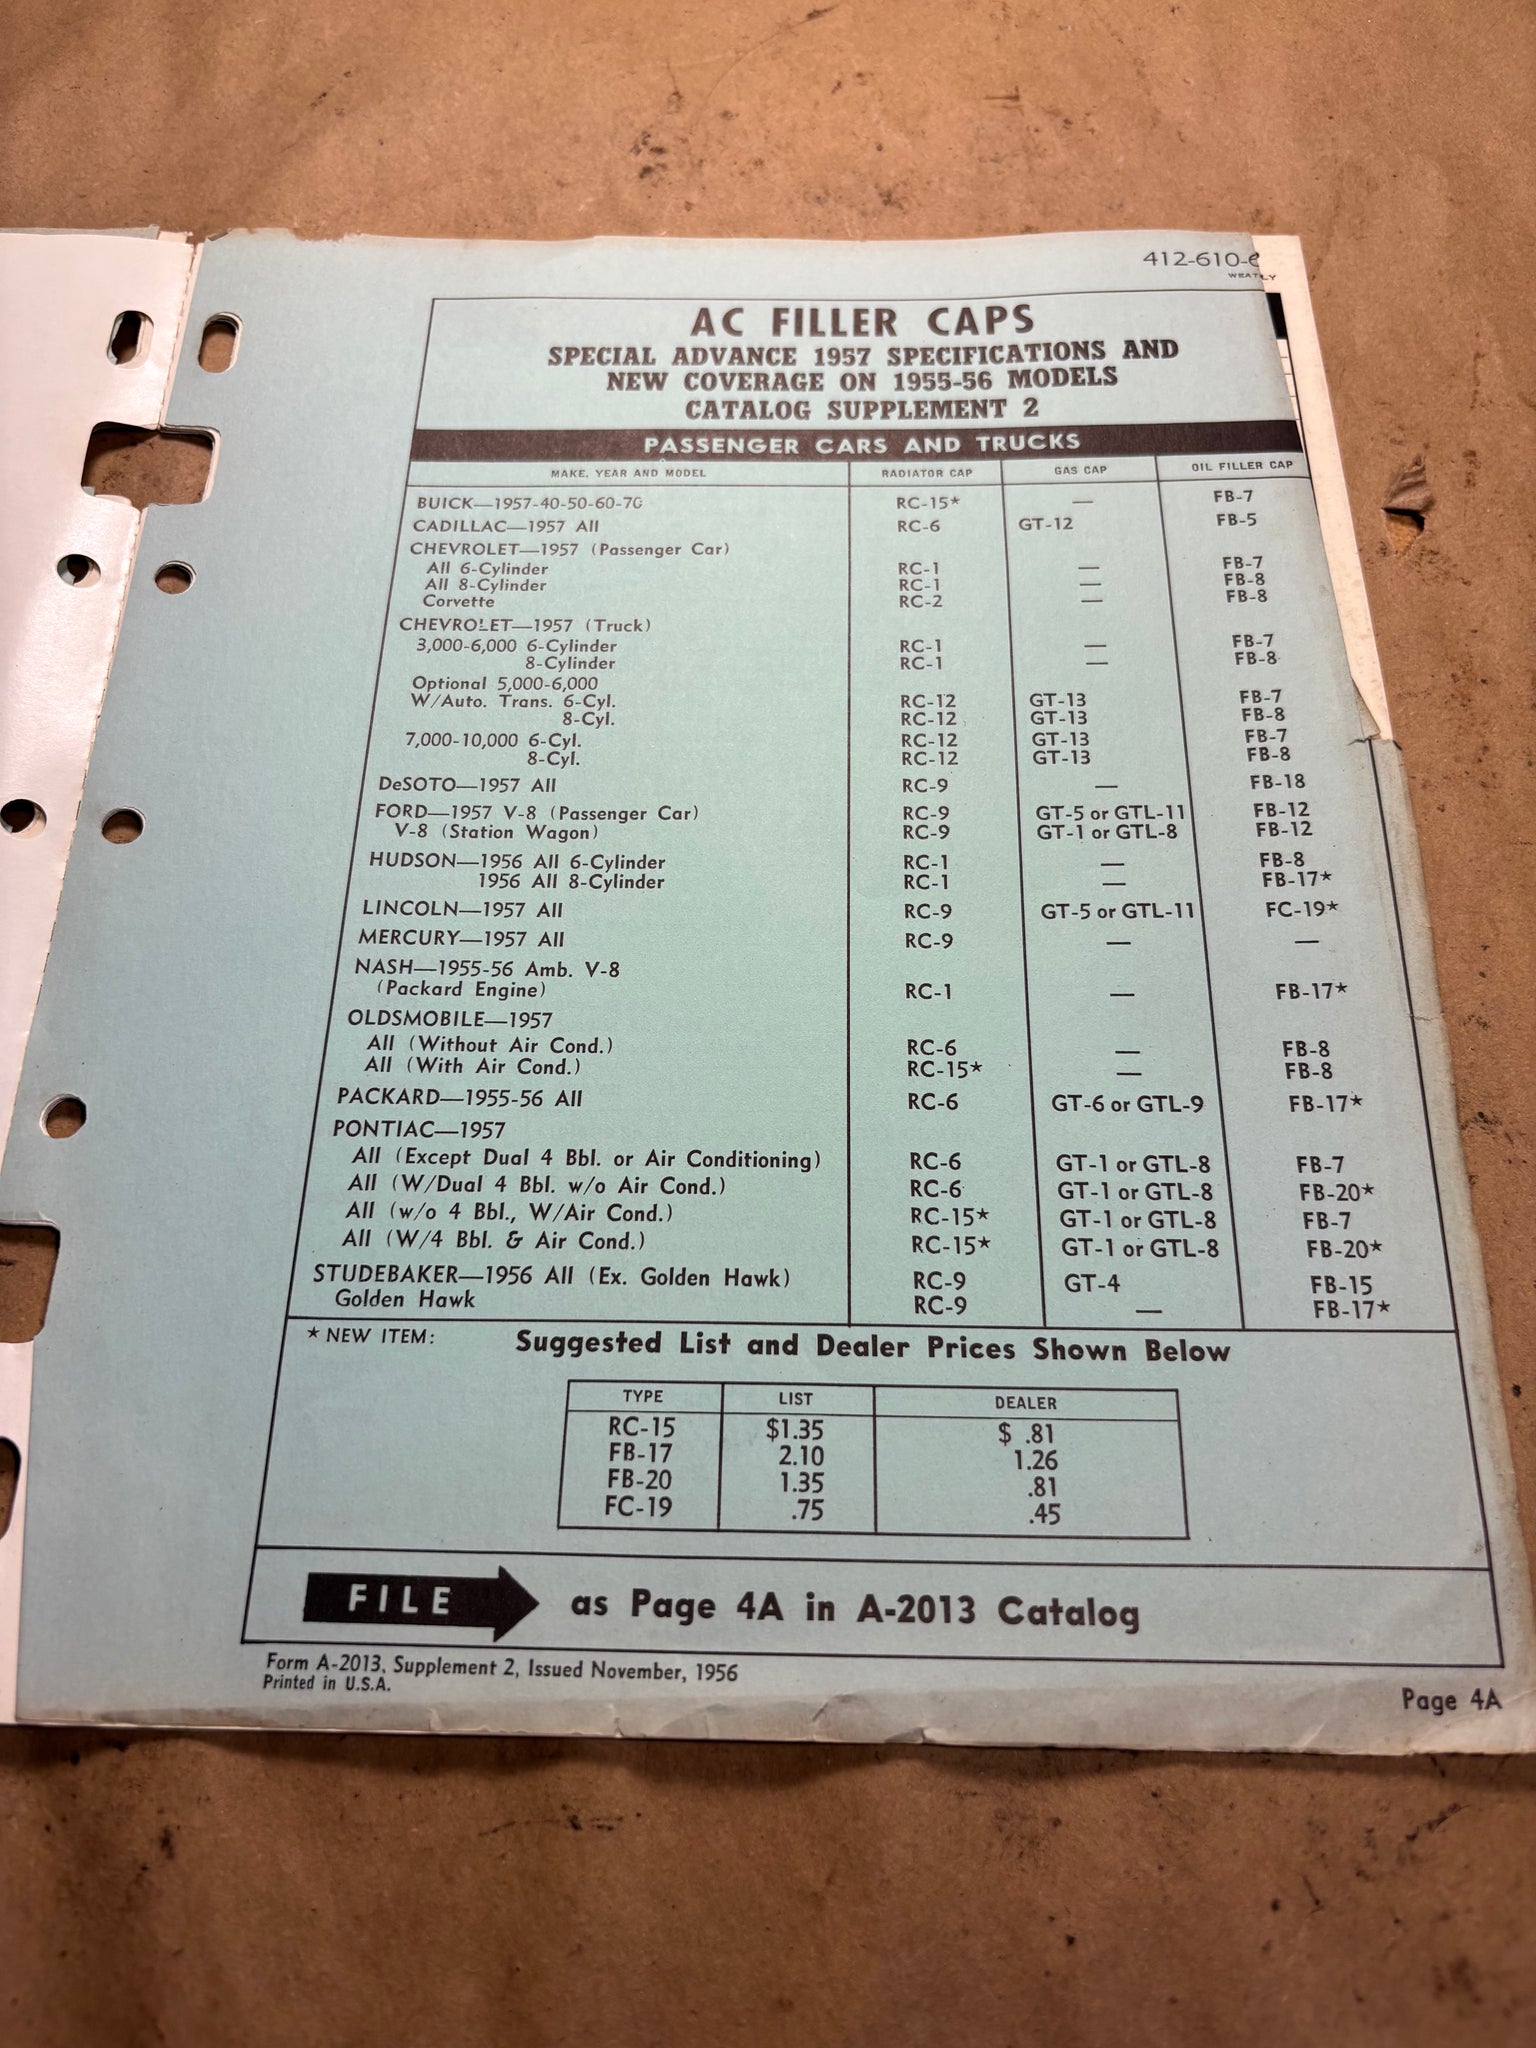 412-610-
WEATLY
AC FILLER CAPS
SPECIAL ADVANCE 1957 SPECIFICATIONS AND
NEW COVERAGE ON 1955-56 MODELS
CATALOG SUPPLEMENT 2
PASSENGER CARS AND TRUCKS
MAKE, YEAR AND MODEL RADIATOR CAP GAS CAP OIL FILLER CAP
BUICK—1957-40-50-60-70 RC-15* — FB-7
CADILLAC—1957 All RC-6 GT-12 FB-5
CHEVROLET—1957 (Passenger Car)
All 6-Cylinder RC-1 — FB-7
All 8-Cylinder RC-1 — FB-8
Corvette RC-2 — FB-8
CHEVROLET—1957 (Truck)
3,000-6,000 6-Cylinder RC-1 — FB-7
8-Cylinder RC-1 — FB-8
Optional 5,000-6,000
W/Auto. Trans. 6-Cyl. RC-12 GT-13 FB-7
8-Cyl. RC-12 GT-13 FB-8
7,000-10,000 6-Cyl. RC-12 GT-13 FB-7
8-Cyl. RC-12 GT-13 FB-8
DeSOTO—1957 All RC-9 — FB-18
FORD—1957 V-8 (Passenger Car) RC-9 GT-5 or GTL-11 FB-12
V-8 (Station Wagon) RC-9 GT-1 or GTL-8 FB-12
HUDSON—1956 All 6-Cylinder RC-1 — FB-8
1956 All 8-Cylinder RC-1 — FB-17*
LINCOLN—1957 All RC-9 GT-5 or GTL-11 FC-19*
MERCURY—1957 All RC-9 — —
NASH—1955-56 Amb. V-8
(Packard Engine) RC-1 — FB-17*
OLDSMOBILE—1957
All (Without Air Cond.) RC-6 — FB-8
All (With Air Cond.) RC-15* — FB-8
PACKARD—1955-56 All RC-6 GT-6 or GTL-9 FB-17*
PONTIAC—1957
All (Except Dual 4 Bbl. or Air Conditioning) RC-6 GT-1 or GTL-8 FB-7
All (W/Dual 4 Bbl. w/o Air Cond.) RC-6 GT-1 or GTL-8 FB-20*
All (w/o 4 Bbl., W/Air Cond.) RC-15* GT-1 or GTL-8 FB-7
All (W/4 Bbl. & Air Cond.) RC-15* GT-1 or GTL-8 FB-20*
STUDEBAKER—1956 All (Ex. Golden Hawk) RC-9 GT-4 FB-15
Golden Hawk RC-9 — FB-17*
* NEW ITEM: Suggested List and Dealer Prices Shown Below
TYPE LIST DEALER
RC-15 $1.35 $ .81
FB-17 2.10 1.26
FB-20 1.35 .81
FC-19 .75 .45
FILE as Page 4A in A-2013 Catalog
Form A-2013, Supplement 2, Issued November, 1956
Printed in U.S.A.
Page 4A